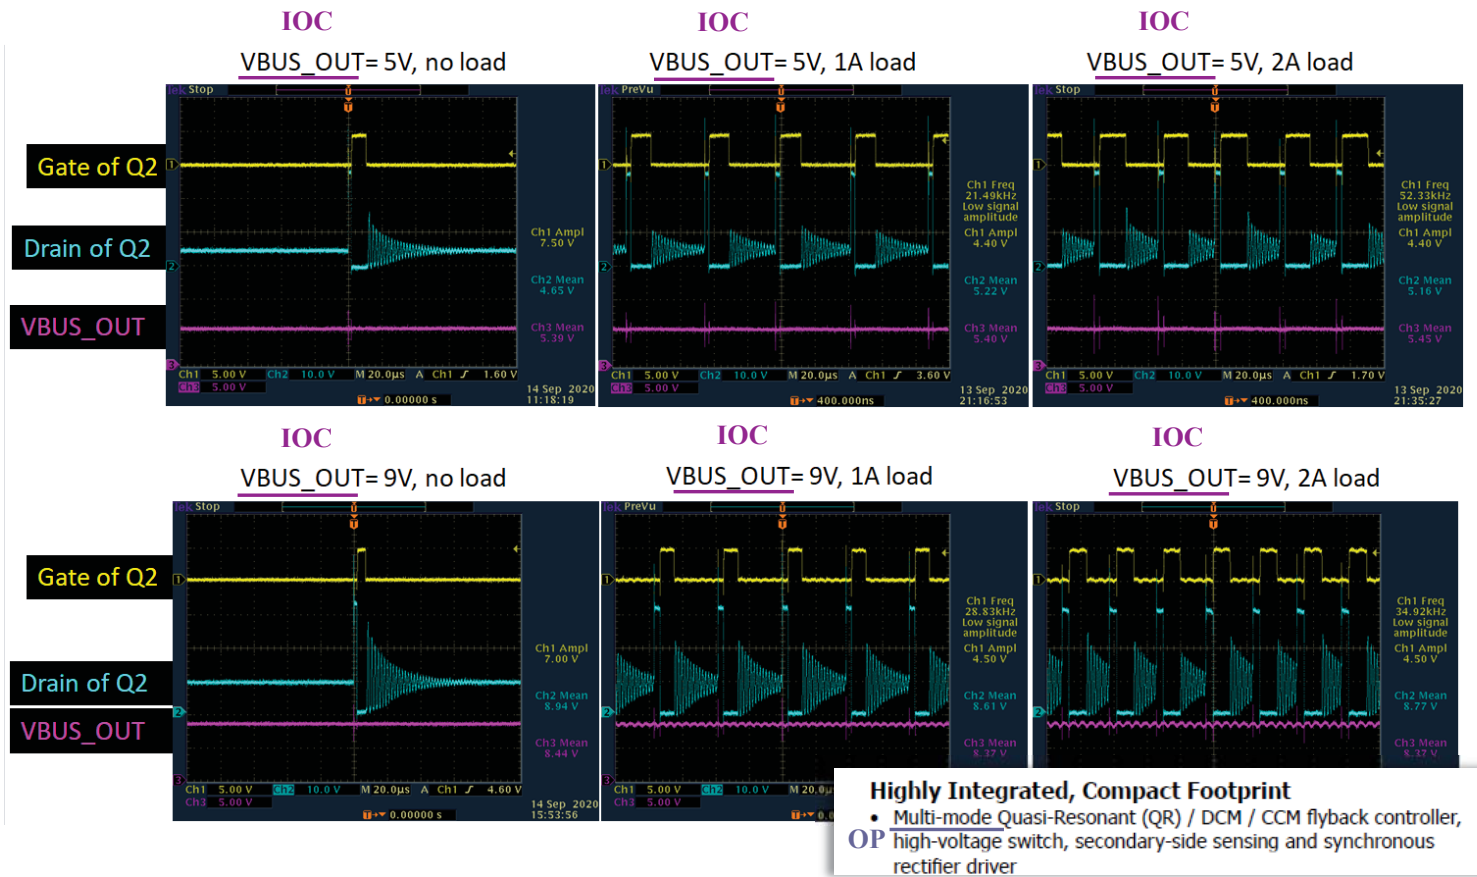 IOC
IOC
IOC
VBUS_OUT= 5V, no load
VBUS_OUT= 5V, 1A load
VBUS_OUT= 5V, 2A load
Tek Stop
Tek PreVu
Tek Stop
Gate of Q2
Drain of Q2
VBUS_OUT
Ch1 Ampl
7.50 V
Ch2 Mean
4.65 V
Ch3 Mean
5.39 V
Ch1 5.00 V Ch2 10.0 V M 20.0µs A Ch1 1.60 V
Ch3 5.00 V
14 Sep 2020
11:18:19
0.00000 s
Ch1 Freq
21.49kHz
Low signal
amplitude
Ch1 Ampl
4.40 V
Ch2 Mean
5.22 V
Ch3 Mean
5.40 V
Ch1 5.00 V Ch2 10.0 V M 20.0µs A Ch1 3.60 V
Ch3 5.00 V
13 Sep 2020
21:16:53
400.000ns
Ch1 Freq
52.33kHz
Low signal
amplitude
Ch1 Ampl
4.40 V
Ch2 Mean
5.16 V
Ch3 Mean
5.45 V
Ch1 5.00 V Ch2 10.0 V M 20.0µs A Ch1 1.70 V
Ch3 5.00 V
13 Sep 2020
21:35:27
400.000ns
IOC
IOC
IOC
VBUS_OUT= 9V, no load
VBUS_OUT= 9V, 1A load
VBUS_OUT= 9V, 2A load
Tek Stop
Tek PreVu
Tek Stop
Gate of Q2
Drain of Q2
VBUS_OUT
Ch1 Ampl
7.00 V
Ch2 Mean
8.94 V
Ch3 Mean
8.44 V
Ch1 5.00 V Ch2 10.0 V M 20.0µs A Ch1 4.60 V
Ch3 5.00 V
14 Sep 2020
15:53:56
0.00000 s
Ch1 Freq
28.83kHz
Low signal
amplitude
Ch1 Ampl
4.50 V
Ch2 Mean
8.61 V
Ch3 Mean
8.37 V
Ch1 5.00 V Ch2 10.0 V M 20.0µ
Ch3 5.00 V
Ch1 Freq
34.92kHz
Low signal
amplitude
Ch1 Ampl
4.50 V
Ch2 Mean
8.77 V
Ch3 Mean
8.37 V
Highly Integrated, Compact Footprint
• Multi-mode Quasi-Resonant (QR) / DCM / CCM flyback controller,
OP high-voltage switch, secondary-side sensing and synchronous
rectifier driver